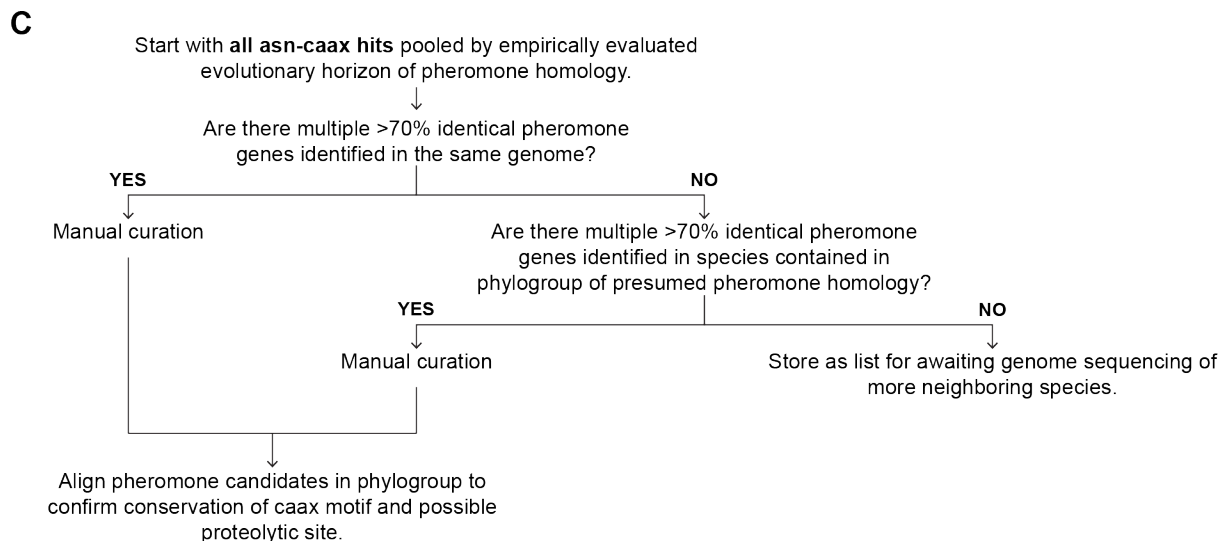 C
Start with all asn-caax hits pooled by empirically evaluated
evolutionary horizon of pheromone homology.
Are there multiple >70% identical pheromone
genes identified in the same genome?
YES
NO
Manual curation
Are there multiple >70% identical pheromone
genes identified in species contained in
phylogroup of presumed pheromone homology?
YES
NO
Manual curation
Store as list for awaiting genome sequencing of
more neighboring species.
Align pheromone candidates in phylogroup to
confirm conservation of caax motif and possible
proteolytic site.